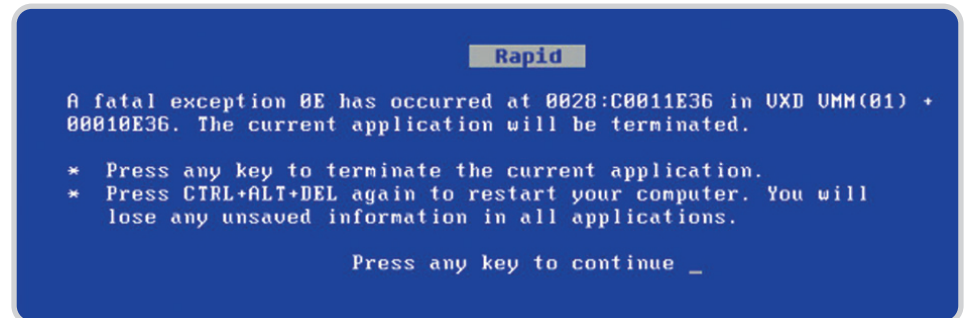 Rapid
A fatal exception 0E has occurred at 0028:C0011E36 in VXD VMM(01) +
00010E36. The current application will be terminated.
* Press any key to terminate the current application.
* Press CTRL+ALT+DEL again to restart your computer. You will
lose any unsaved information in all applications.
Press any key to continue _